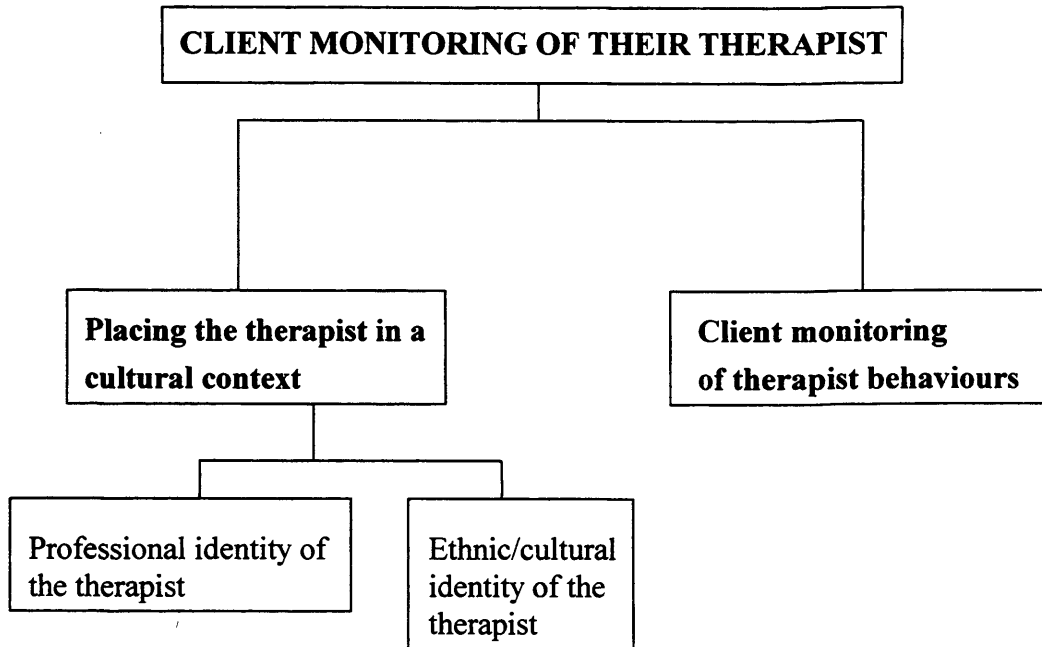 CLIENT MONITORING OF THEIR THERAPIST
Placing the therapist in a
cultural context
Client monitoring
of therapist behaviours
Professional identity of
the therapist
Ethnic/cultural
identity of the
therapist